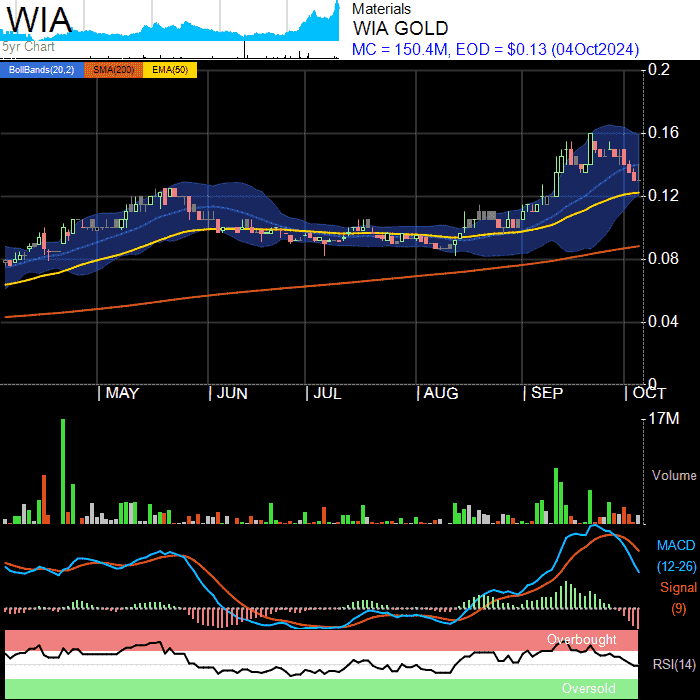 WIA
5yr Chart
Materials
WIA GOLD
MC = 150.4M, EOD = $0.13 (04Oct2024)
BollBands(20,2) SMA(200) EMA(50)
0.2
0.16
0.12
0.08
0.04
0
MAY JUN JUL AUG SEP OCT
17M
Volume
MACD
(12-26)
Signal
(9)
Overbought
RSI(14)
Oversold